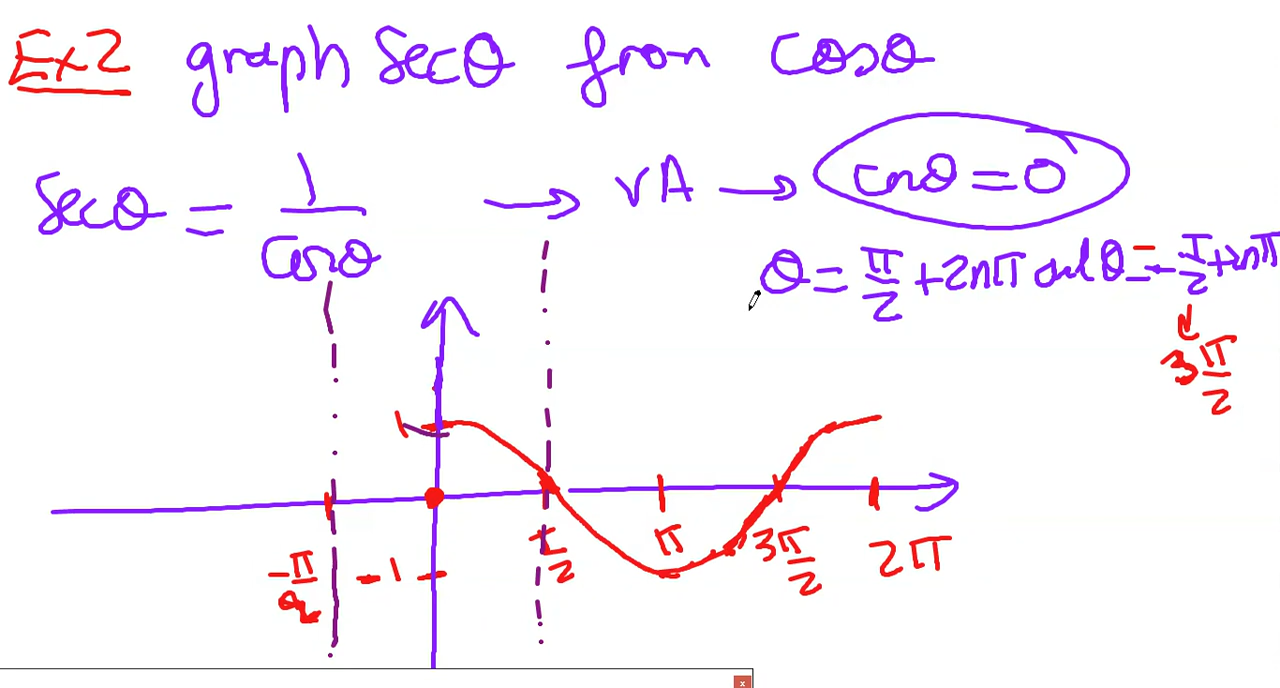 Ex2 graph Secθ from cosθ
Secθ = 1/cosθ → VA → cosθ = 0
θ = π/2 + 2nπ and θ = -π/2 + 2nπ
↓
3π/2
1
-π/2 -1 π/2 π 3π/2 2π
x